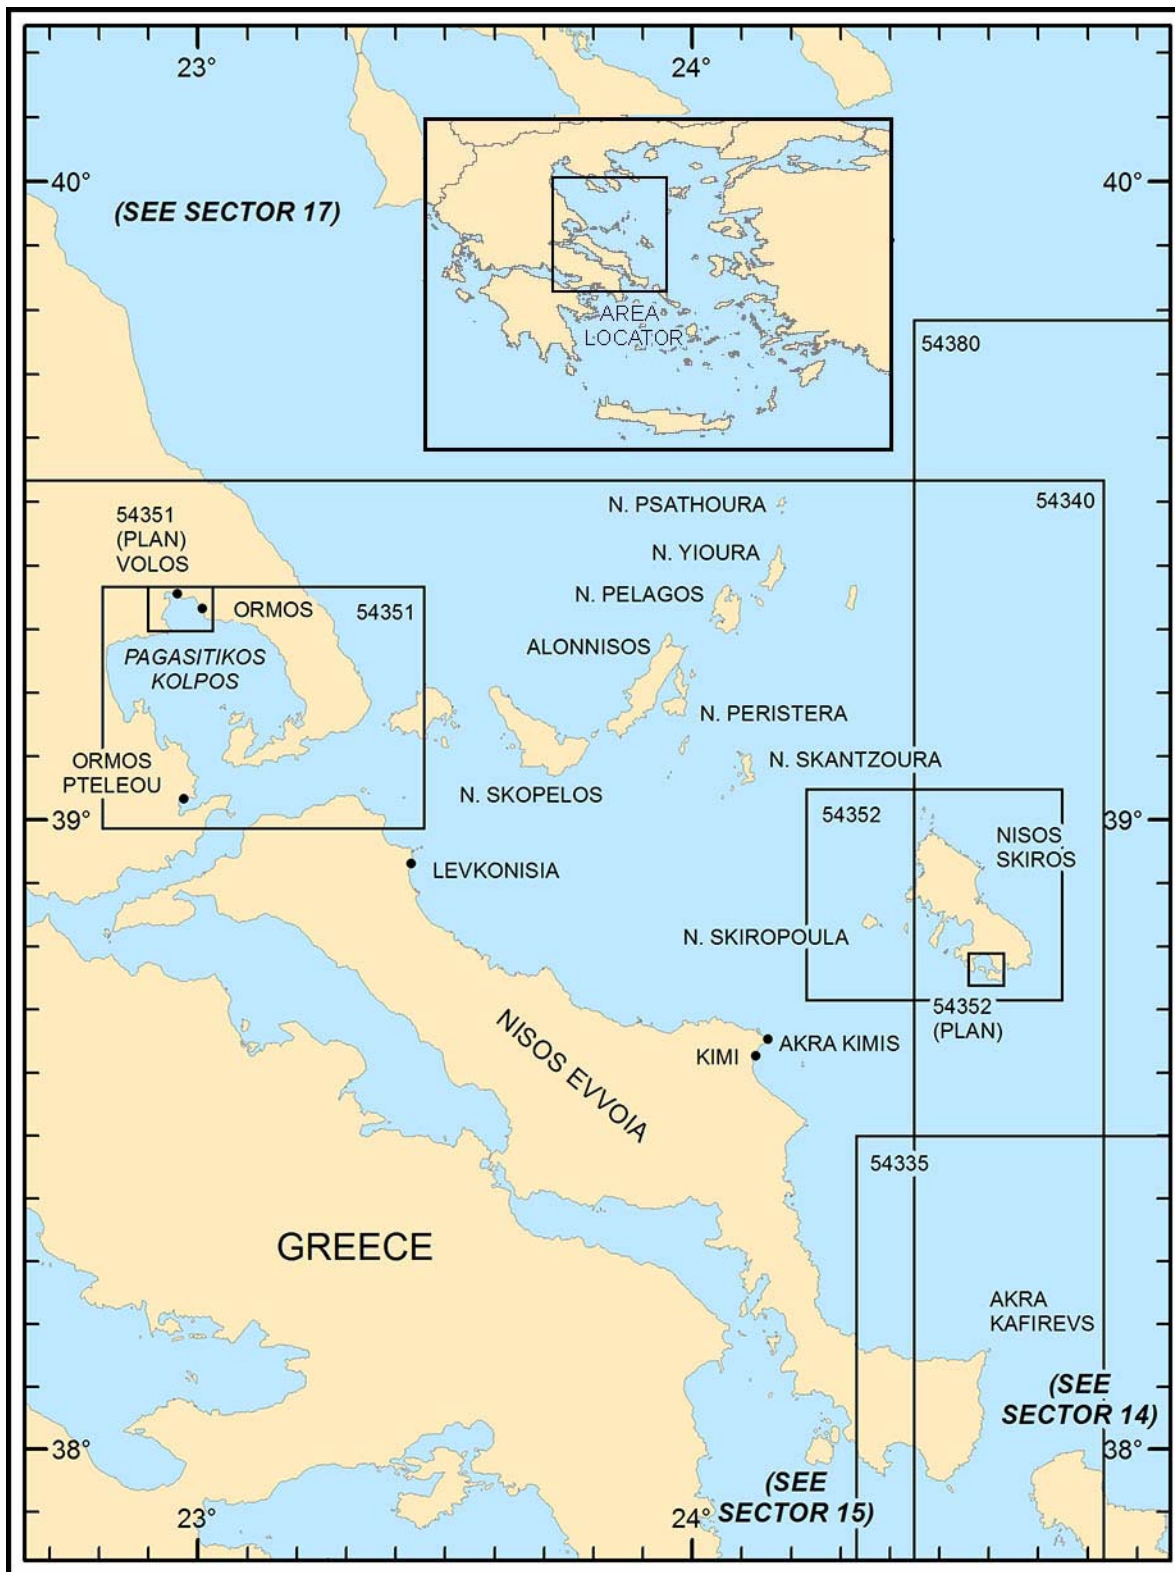 23°
24°
40°
40°
(SEE SECTOR 17)
AREA
LOCATOR
54380
54340
N. PSATHOURA
54351
(PLAN)
VOLOS
N. YIOURA
N. PELAGOS
ORMOS
54351
ALONNISOS
PAGASITIKOS
KOLPOS
N. PERISTERA
ORMOS
PTELEOU
N. SKANTZOURA
N. SKOPELOS
39°
39°
54352
NISOS
SKIROS
LEVKONISIA
N. SKIROPOULA
54352
(PLAN)
NISOS EVVOIA
KIMI
AKRA KIMIS
54335
GREECE
AKRA
KAFIREVS
(SEE
SECTOR 14)
38°
38°
(SEE
SECTOR 15)
23°
24°